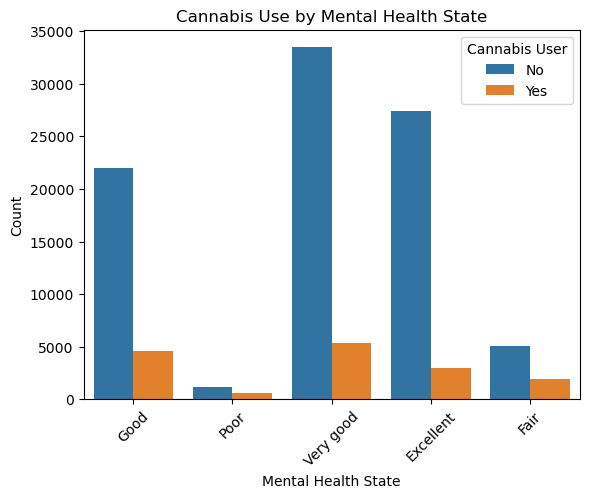 Cannabis Use by Mental Health State
Cannabis User
No
Yes
35000
30000
25000
20000
15000
10000
5000
0
Count
Good
Poor
Very good
Excellent
Fair
Mental Health State